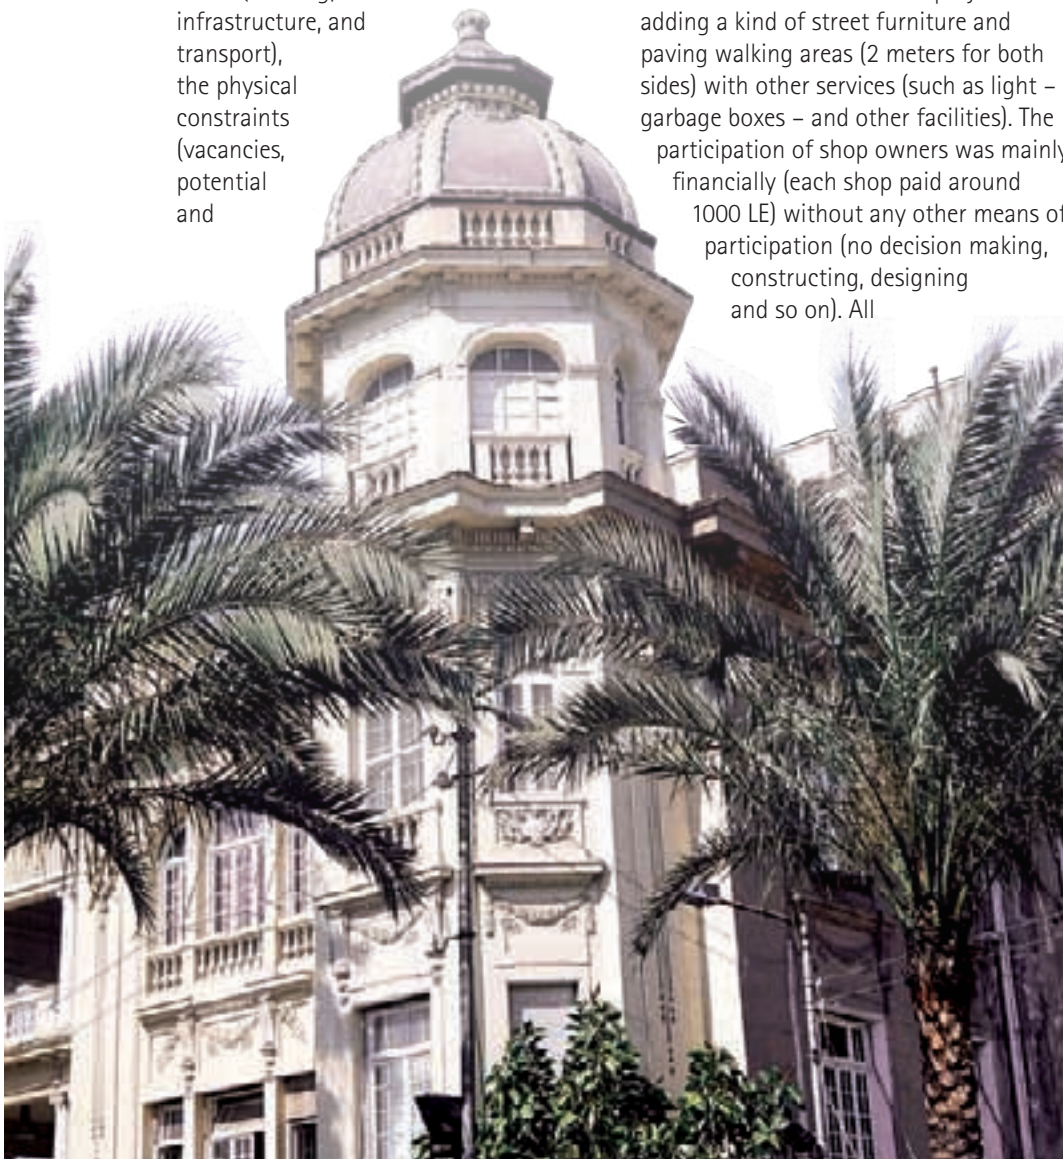 infrastructure, and
transport),
the physical
constraints
(vacancies,
potential
and
adding a kind of street furniture and
paving walking areas (2 meters for both
sides) with other services (such as light –
garbage boxes – and other facilities). The
participation of shop owners was mainly
financially (each shop paid around
1000 LE) without any other means of
participation (no decision making,
constructing, designing
and so on). All